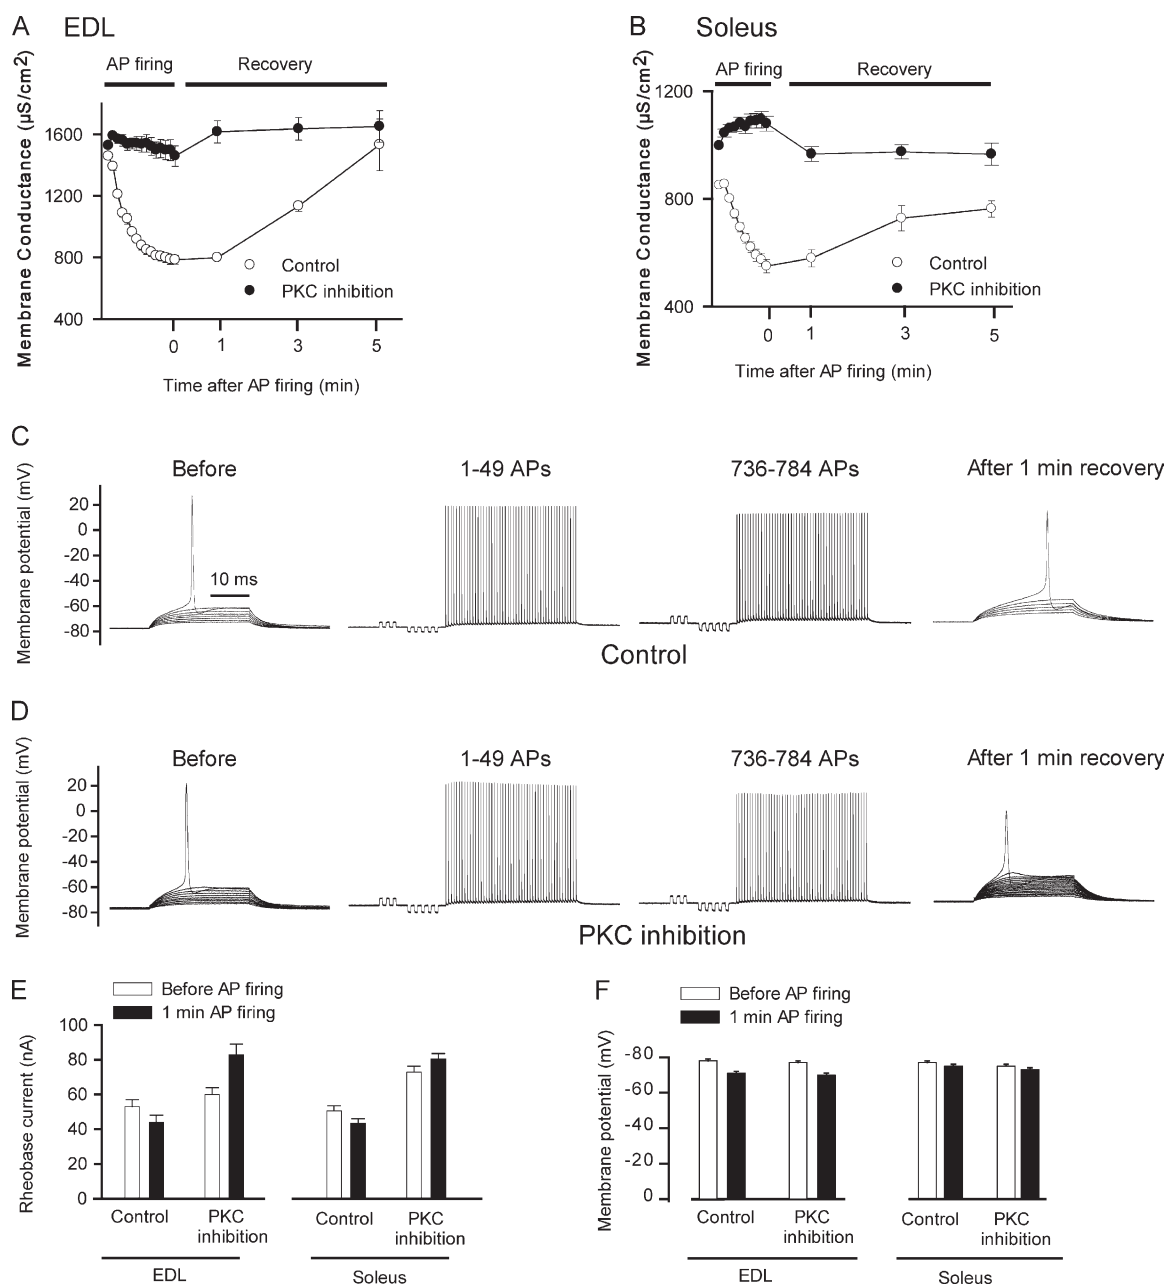 A EDL
AP firing
Recovery
Membrane Conductance (µS/cm2)
1600
1200
800
400
Control
PKC inhibition
0 1 3 5
Time after AP firing (min)
B Soleus
AP firing
Recovery
Membrane Conductance (µS/cm2)
1200
800
400
Control
PKC inhibition
0 1 3 5
Time after AP firing (min)
C
Before
1-49 APs
736-784 APs
After 1 min recovery
Membrane potential (mV)
20
0
-20
-40
-60
-80
10 ms
Control
D
Before
1-49 APs
736-784 APs
After 1 min recovery
Membrane potential (mV)
20
0
-20
-40
-60
-80
PKC inhibition
E
Before AP firing
1 min AP firing
Rheobase current (nA)
100
80
60
40
20
0
Control
PKC
inhibition
Control
PKC
inhibition
EDL
Soleus
F
Before AP firing
1 min AP firing
Membrane potential (mV)
-80
-60
-40
-20
0
Control
PKC
inhibition
Control
PKC
inhibition
EDL
Soleus